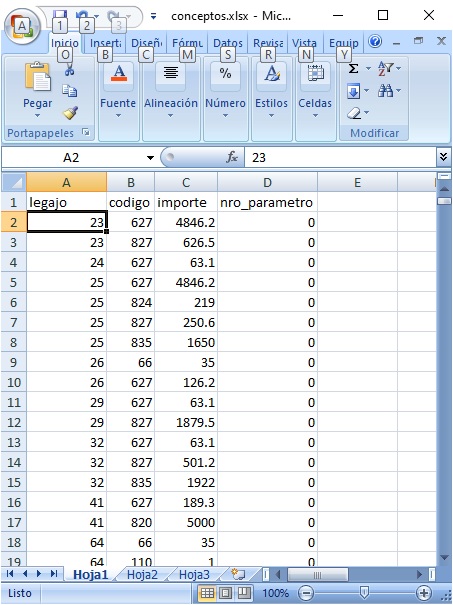 conceptos.xlsx - Mic...
A 1 2 3
Inicio Inserta Diseñ Fórmu Datos Revisa Vista Equip
O B C M D S R N Y
Pegar Fuente Alineación Número Estilos Celdas
Portapapeles Modificar
A2 fx 23
A B C D E
1 legajo codigo importe nro_parametro
2 23 627 4846.2 0
3 23 827 626.5 0
4 24 627 63.1 0
5 25 627 4846.2 0
6 25 824 219 0
7 25 827 250.6 0
8 25 835 1650 0
9 26 66 35 0
10 26 627 126.2 0
11 29 627 63.1 0
12 29 827 1879.5 0
13 32 627 63.1 0
14 32 827 501.2 0
15 32 835 1922 0
16 41 627 189.3 0
17 41 820 5000 0
18 64 66 35 0
19 64 110 1 0
Hoja1 Hoja2 Hoja3
Listo 100%